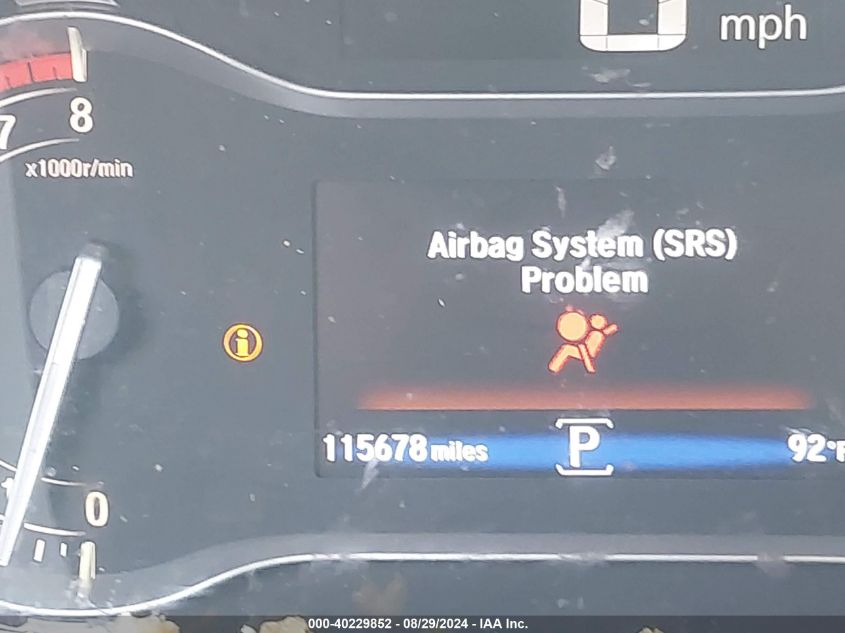 0 mph
8
7
x1000r/min
Airbag System (SRS)
Problem
i
115678 miles
P
92°F
0
000-40229852 - 08/29/2024 - IAA Inc.